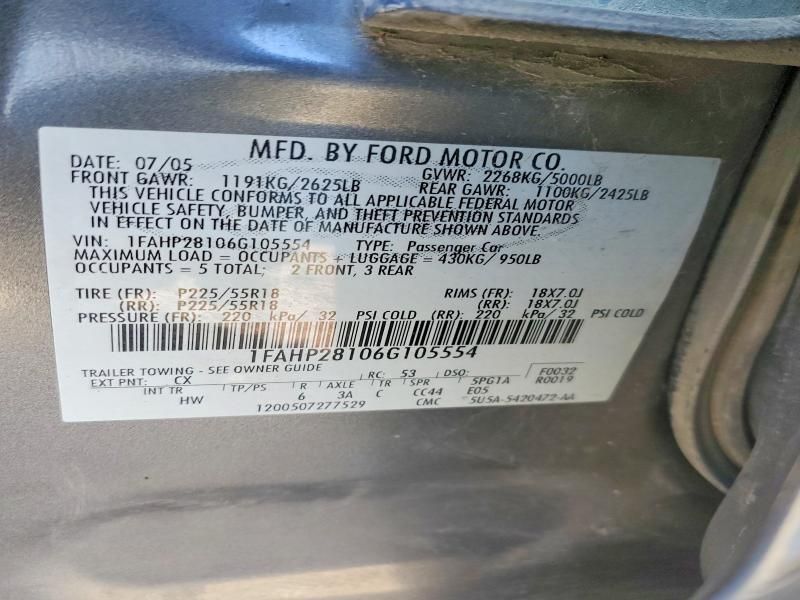 MFD. BY FORD MOTOR CO.
DATE: 07/05 GVWR: 2268KG/5000LB
FRONT GAWR: 1191KG/2625LB REAR GAWR: 1100KG/2425LB
THIS VEHICLE CONFORMS TO ALL APPLICABLE FEDERAL MOTOR
VEHICLE SAFETY, BUMPER, AND THEFT PREVENTION STANDARDS
IN EFFECT ON THE DATE OF MANUFACTURE SHOWN ABOVE.
VIN: 1FAHP28106G105554 TYPE: Passenger Car
MAXIMUM LOAD = OCCUPANTS + LUGGAGE = 430KG/950LB
OCCUPANTS = 5 TOTAL; 2 FRONT, 3 REAR
TIRE (FR): P225/55R18 RIMS (FR): 18X7.0J
(RR): P225/55R18 (RR): 18X7.0J
PRESSURE (FR): 220 kPa/ 32 PSI COLD (RR): 220 kPa/ 32 PSI COLD
1FAHP28106G105554
TRAILER TOWING - SEE OWNER GUIDE
EXT PNT: CX RC: 53 DSO: F0032
INT TR TP/PS R AXLE TR SPR 5PG1A R0019
HW 6 3A C CC44 E05
1200507277529 CMC 5U5A-5420472-AA